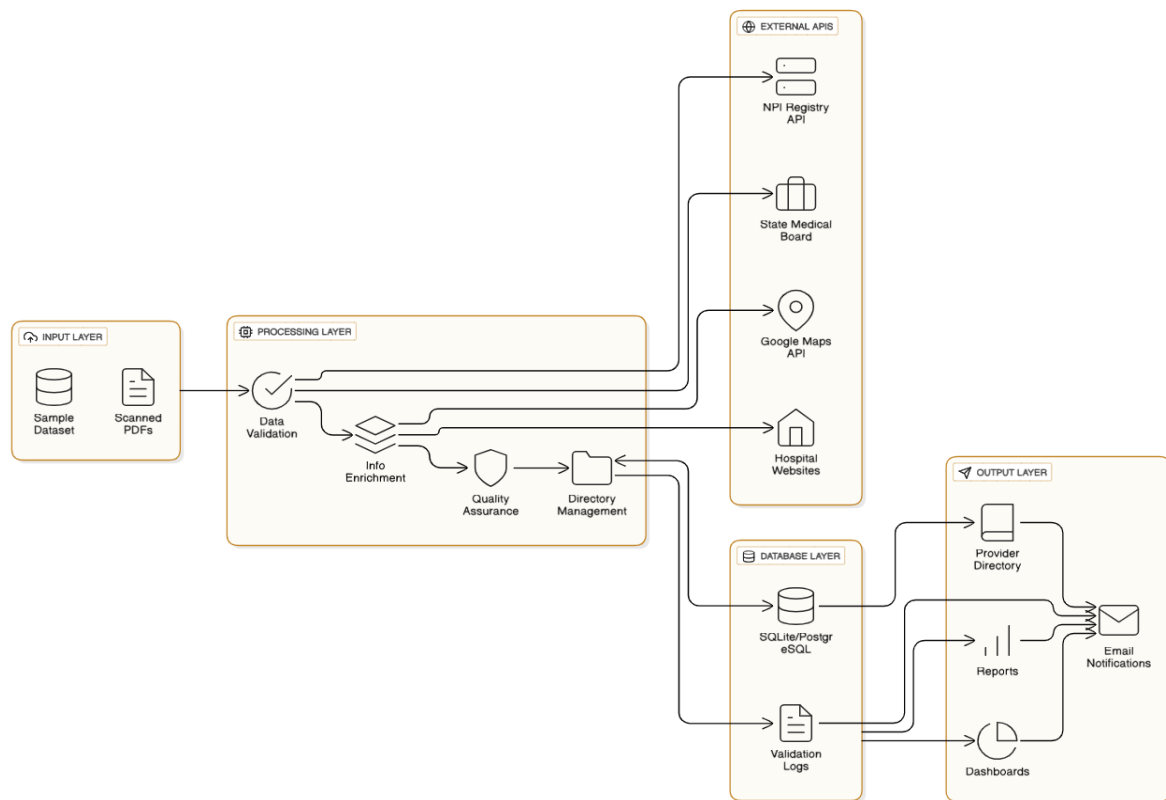 EXTERNAL APIS
NPI Registry
API
State Medical
Board
Google Maps
API
Hospital
Websites
INPUT LAYER
Sample
Dataset
Scanned
PDFs
PROCESSING LAYER
Data
Validation
Info
Enrichment
Quality
Assurance
Directory
Management
DATABASE LAYER
SQLite/Postgr
eSQL
Validation
Logs
OUTPUT LAYER
Provider
Directory
Reports
Dashboards
Email
Notifications